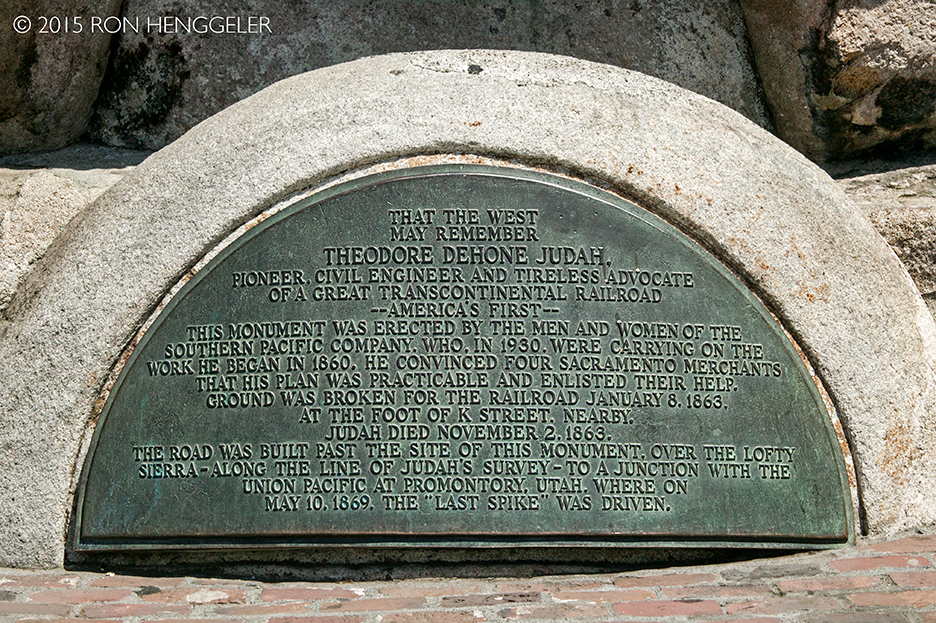 © 2015 RON HENGGELER
THAT THE WEST
MAY REMEMBER
THEODORE DEHONE JUDAH,
PIONEER, CIVIL ENGINEER AND TIRELESS ADVOCATE
OF A GREAT TRANSCONTINENTAL RAILROAD
--AMERICA'S FIRST--
THIS MONUMENT WAS ERECTED BY THE MEN AND WOMEN OF THE
SOUTHERN PACIFIC COMPANY, WHO, IN 1930, WERE CARRYING ON THE
WORK HE BEGAN IN 1860. HE CONVINCED FOUR SACRAMENTO MERCHANTS
THAT HIS PLAN WAS PRACTICABLE AND ENLISTED THEIR HELP.
GROUND WAS BROKEN FOR THE RAILROAD JANUARY 8, 1863,
AT THE FOOT OF K STREET, NEARBY.
JUDAH DIED NOVEMBER 2, 1863.
THE ROAD WAS BUILT PAST THE SITE OF THIS MONUMENT, OVER THE LOFTY
SIERRA-ALONG THE LINE OF JUDAH'S SURVEY-TO A JUNCTION WITH THE
UNION PACIFIC AT PROMONTORY, UTAH, WHERE ON
MAY 10, 1869, THE "LAST SPIKE" WAS DRIVEN.